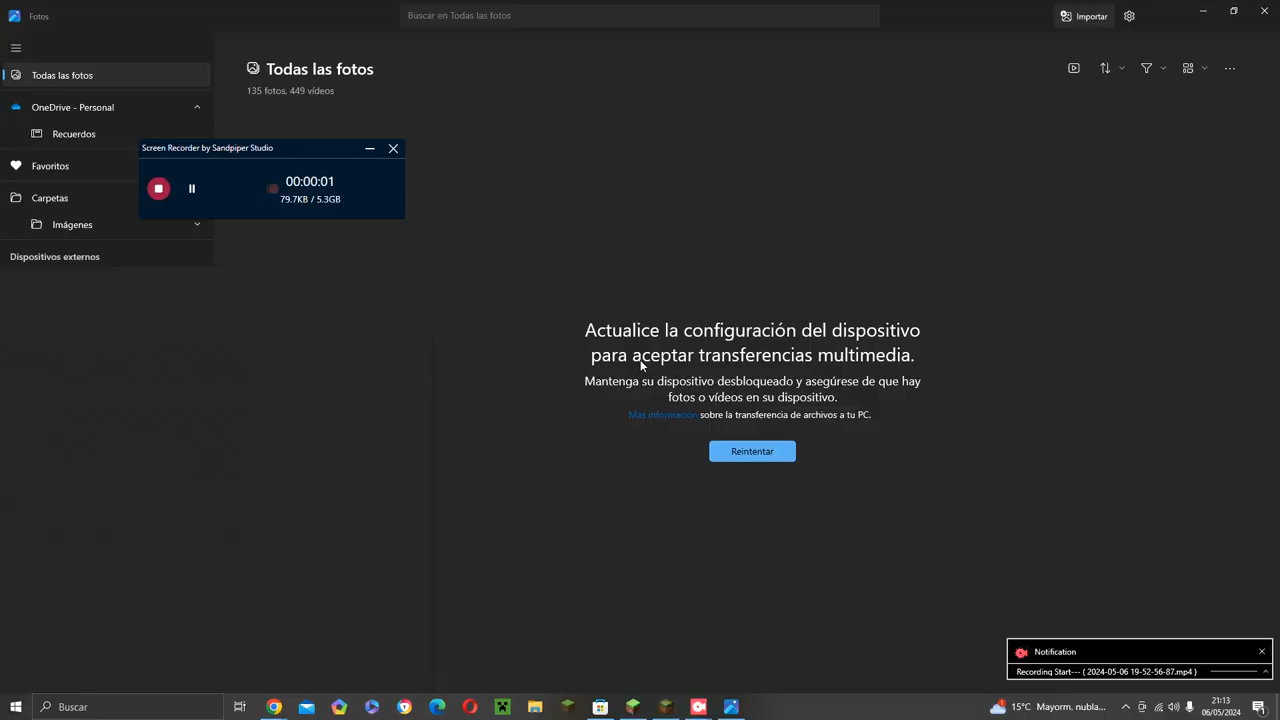 Fotos
Buscar en Todas las fotos
Importar
Todas las fotos
Todas las fotos
135 fotos, 449 vídeos
OneDrive - Personal
Recuerdos
Screen Recorder by Sandpiper Studio
Favoritos
00:00:01
79.7KB / 5.3GB
Carpetas
Imágenes
Dispositivos externos
Actualice la configuración del dispositivo
para aceptar transferencias multimedia.
Mantenga su dispositivo desbloqueado y asegúrese de que hay
fotos o vídeos en su dispositivo.
Más información sobre la transferencia de archivos a tu PC.
Reintentar
Notification
Recording Start--- ( 2024-05-06 19-52-56-87.mp4 )
Buscar
15°C Mayorm. nubla...
21:13
06/05/2024